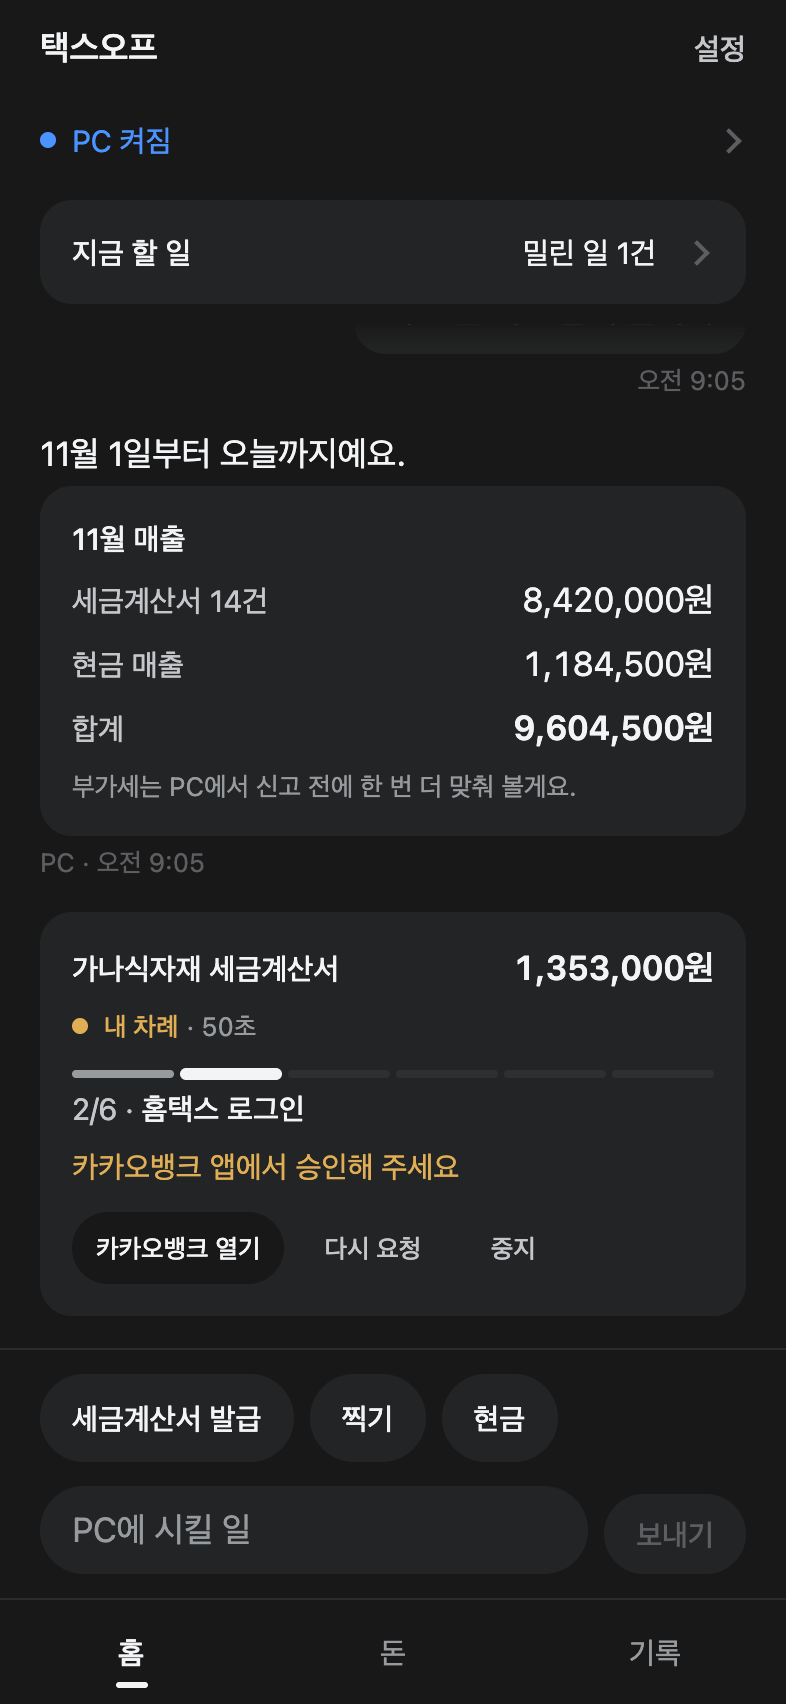 택스오프
설정
PC 켜짐
지금 할 일
밀린 일 1건
오전 9:05
11월 1일부터 오늘까지예요.
11월 매출
세금계산서 14건 8,420,000원
현금 매출 1,184,500원
합계 9,604,500원
부가세는 PC에서 신고 전에 한 번 더 맞춰 볼게요.
PC · 오전 9:05
가나식자재 세금계산서 1,353,000원
내 차례 · 50초
2/6 · 홈택스 로그인
카카오뱅크 앱에서 승인해 주세요
카카오뱅크 열기 다시 요청 중지
세금계산서 발급 찍기 현금
PC에 시킬 일 보내기
홈 돈 기록